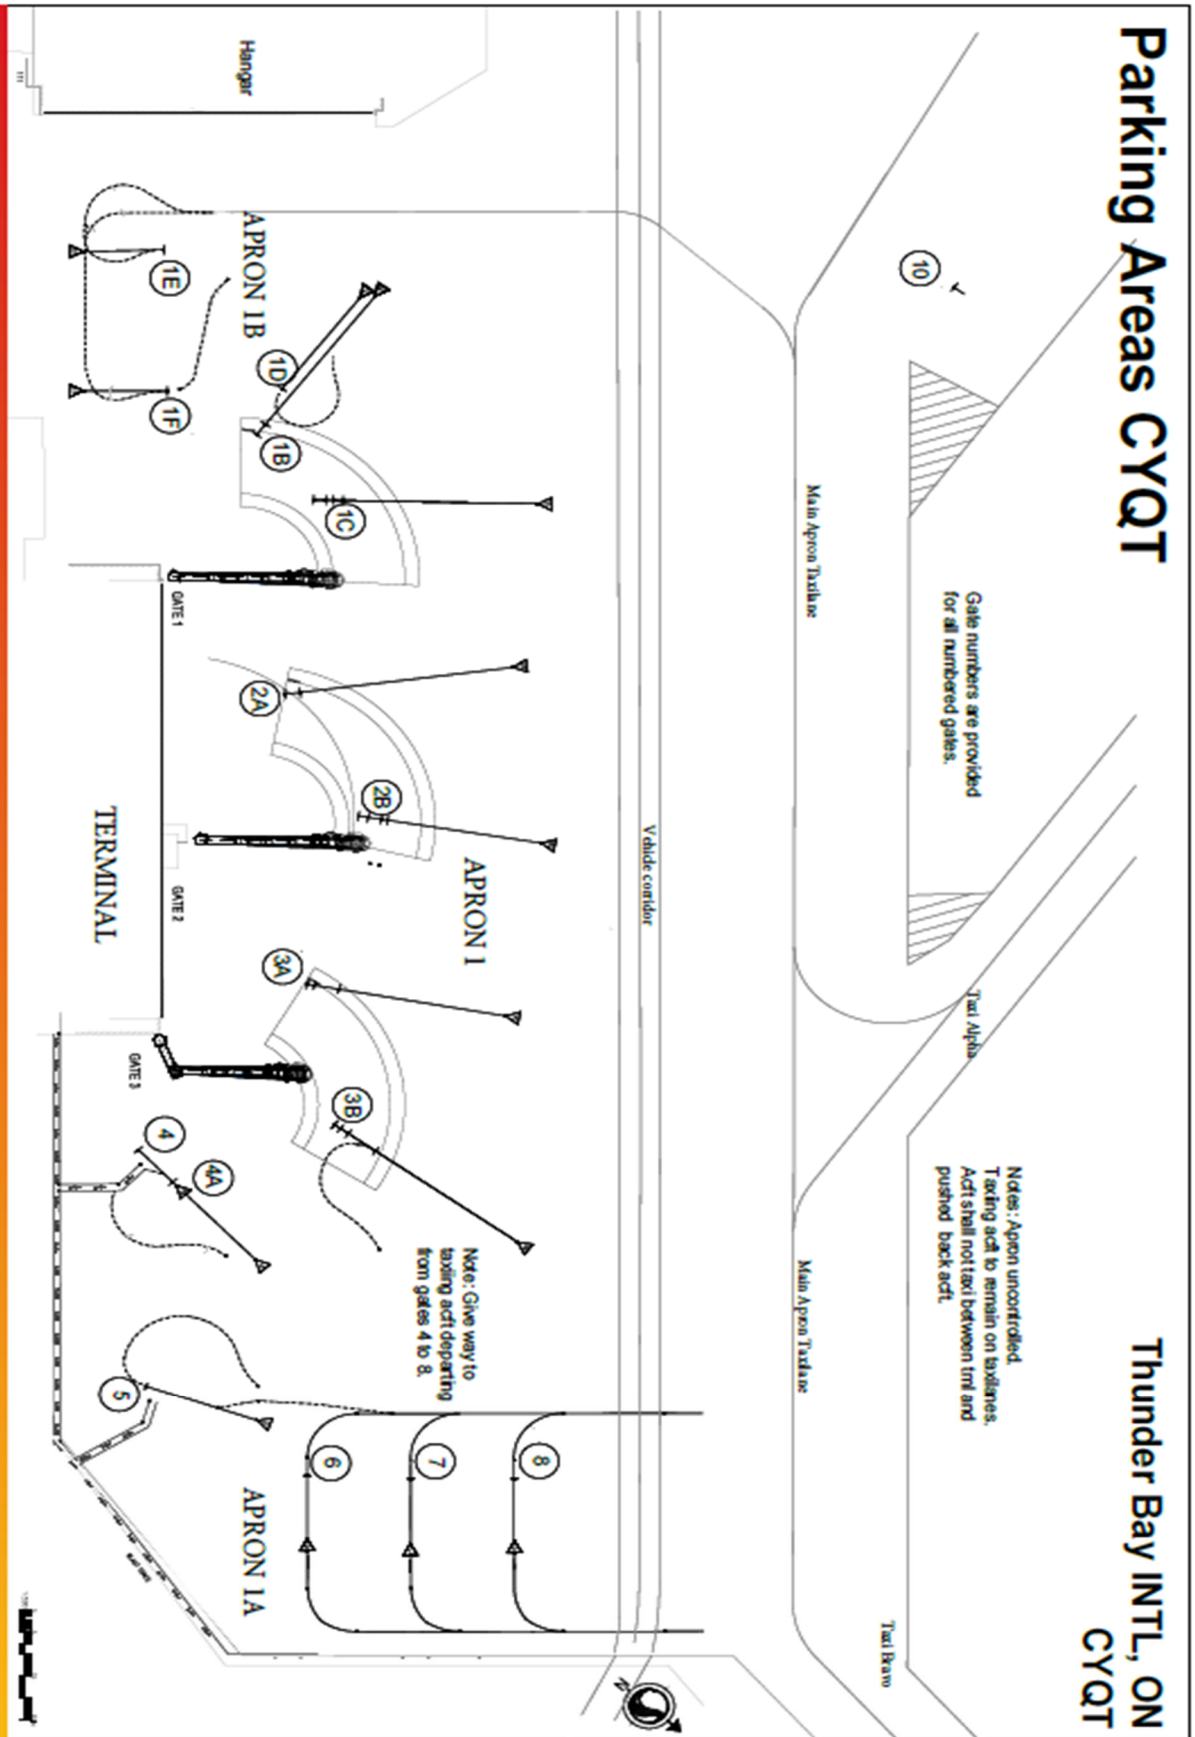 Parking Areas CYQT
Thunder Bay INTL, ON
CYQT
Gate numbers are provided
for all numbered gates.
Notes: Apron uncontrolled.
Taxiing acft to remain on taxilanes.
Acft shall not taxi between tml and
pushed back acft.
10
Taxi Alpha
Taxi Bravo
Main Apron Taxilane
Main Apron Taxilane
Vehicle corridor
Note: Give way to
taxiing acft departing
from gates 4 to 8.
APRON 1
8
7
6
2B
3B
1C
1D
1B
2A
3A
Hangar
APRON 1B
APRON 1A
1E
1F
4A
4
5
GATE 1
GATE 2
GATE 3
TERMINAL
N